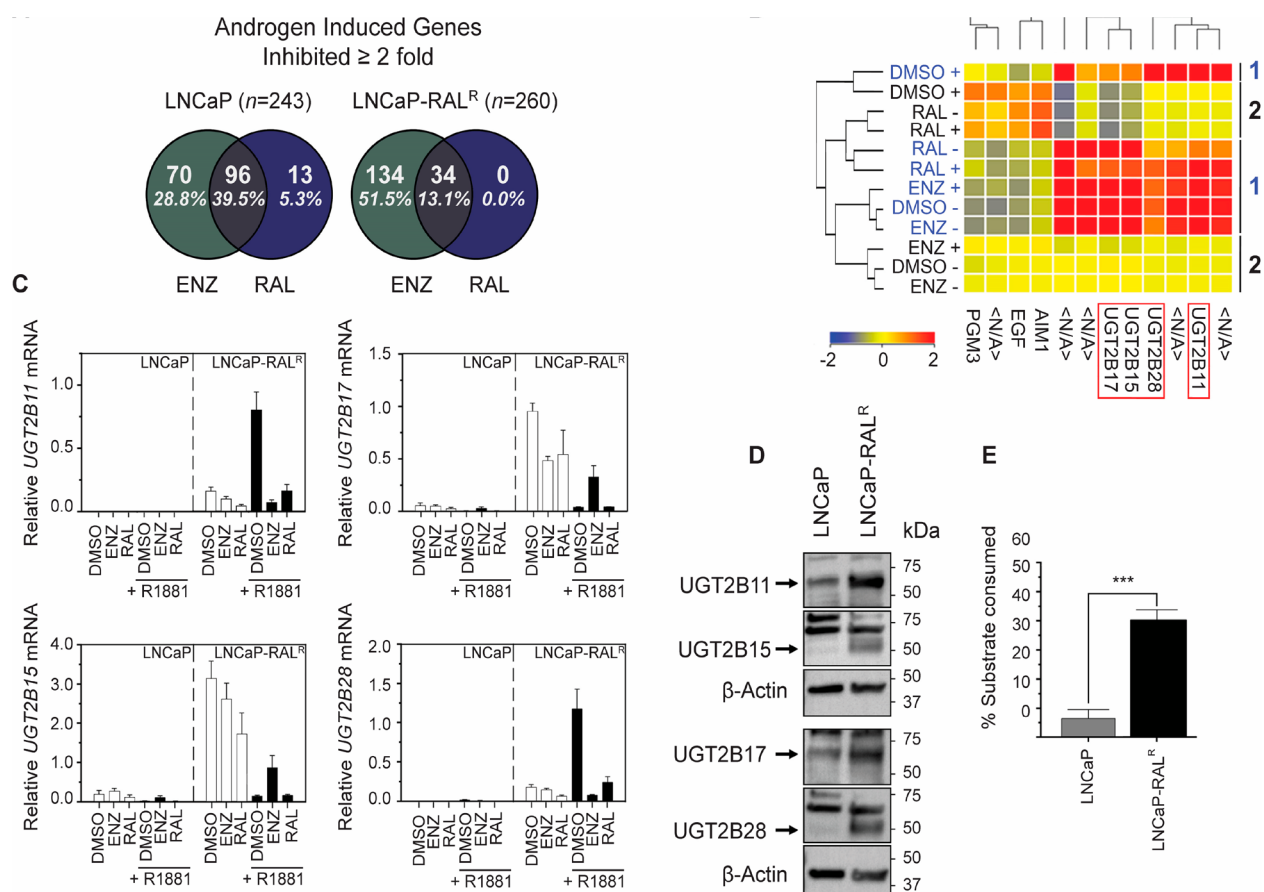 Androgen Induced Genes
Inhibited ≥ 2 fold
LNCaP (n=243)
LNCaP-RALᴿ (n=260)
70
28.8%
96
39.5%
13
5.3%
134
51.5%
34
13.1%
0
0.0%
ENZ
RAL
ENZ
RAL
DMSO +
DMSO +
RAL -
RAL +
RAL -
RAL +
ENZ +
DMSO -
ENZ -
ENZ +
DMSO -
ENZ -
1
2
1
2
-2
0
2
PGM3
<N/A>
EGF
AIM1
<N/A>
<N/A>
UGT2B17
UGT2B15
UGT2B28
<N/A>
UGT2B11
<N/A>
C
Relative UGT2B11 mRNA
LNCaP
LNCaP-RALᴿ
1.0
0.5
0.0
DMSO
ENZ
RAL
DMSO
ENZ
RAL
DMSO
ENZ
RAL
DMSO
ENZ
RAL
+ R1881
+ R1881
Relative UGT2B17 mRNA
LNCaP
LNCaP-RALᴿ
1.5
1.0
0.5
0.0
DMSO
ENZ
RAL
DMSO
ENZ
RAL
DMSO
ENZ
RAL
DMSO
ENZ
RAL
+ R1881
+ R1881
Relative UGT2B15 mRNA
LNCaP
LNCaP-RALᴿ
4.0
3.0
2.0
1.0
0.0
DMSO
ENZ
RAL
DMSO
ENZ
RAL
DMSO
ENZ
RAL
DMSO
ENZ
RAL
+ R1881
+ R1881
Relative UGT2B28 mRNA
LNCaP
LNCaP-RALᴿ
2.0
1.5
1.0
0.5
0.0
DMSO
ENZ
RAL
DMSO
ENZ
RAL
DMSO
ENZ
RAL
DMSO
ENZ
RAL
+ R1881
+ R1881
D
LNCaP
LNCaP-RALᴿ
kDa
UGT2B11
75
50
UGT2B15
75
50
β-Actin
50
37
UGT2B17
75
50
UGT2B28
75
50
β-Actin
50
37
E
% Substrate consumed
60
50
40
30
20
10
0
***
LNCaP
LNCaP-RALᴿ